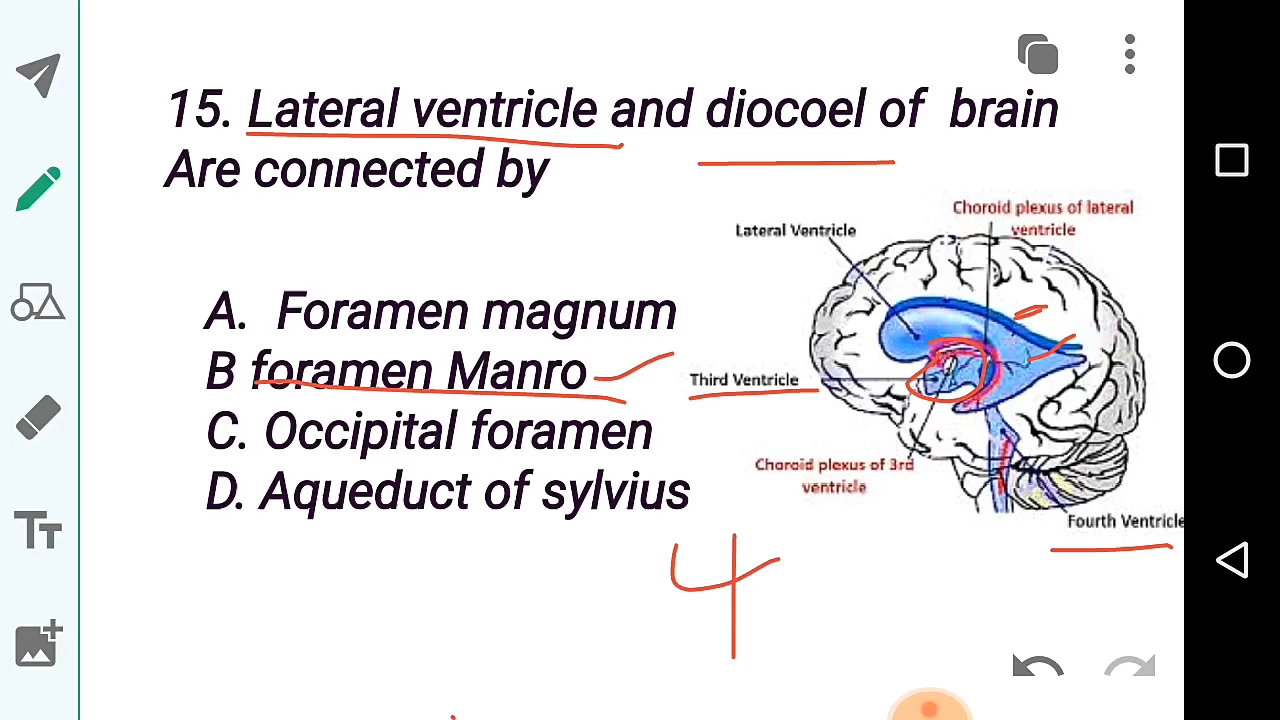 15. Lateral ventricle and diocoel of brain
Are connected by
Choroid plexus of lateral
ventricle
Lateral Ventricle
A. Foramen magnum
B foramen Manro
Third Ventricle
C. Occipital foramen
Choroid plexus of 3rd
ventricle
D. Aqueduct of sylvius
Fourth Ventricle
4
TT